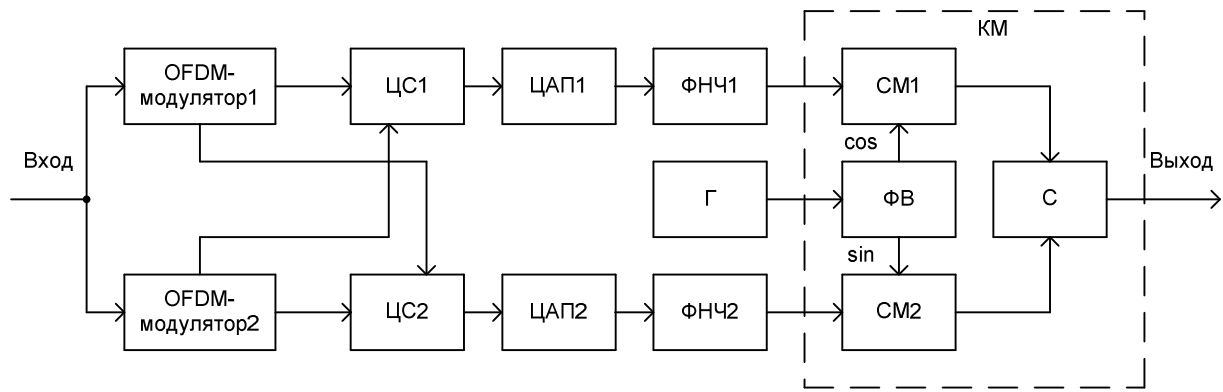 КМ
OFDM-
модулятор1
ЦС1
ЦАП1
ФНЧ1
СМ1
cos
Вход
Г
ФВ
С
Выход
sin
OFDM-
модулятор2
ЦС2
ЦАП2
ФНЧ2
СМ2